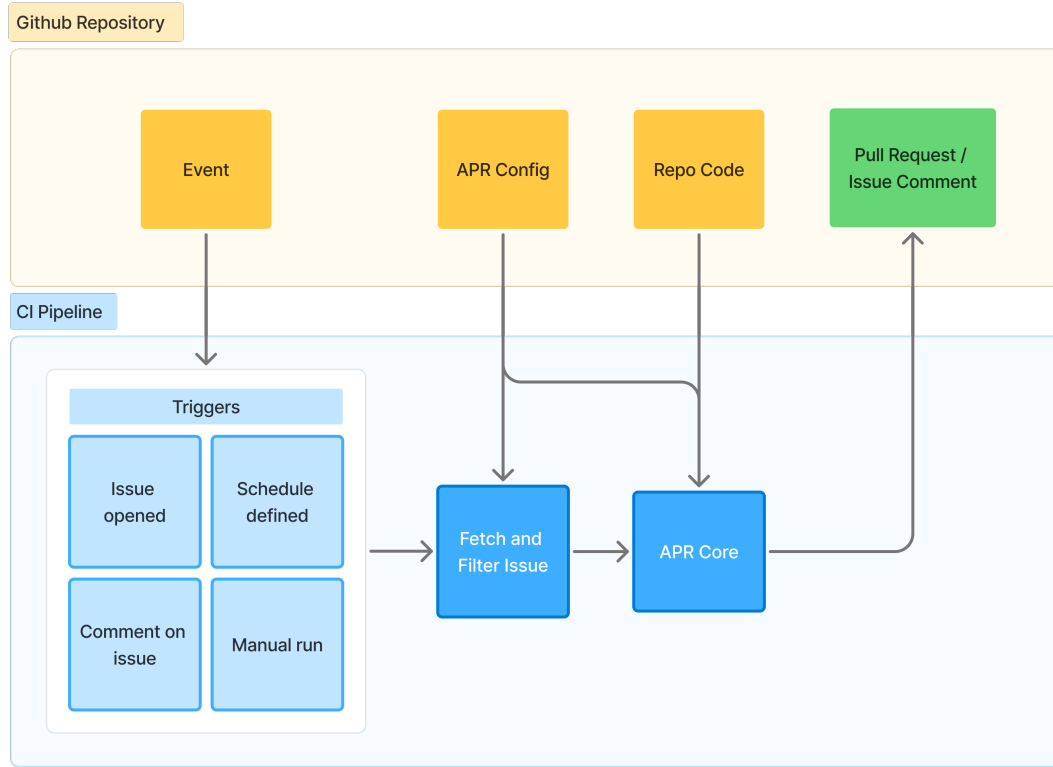 Github Repository
Event
APR Config
Repo Code
Pull Request /
Issue Comment
CI Pipeline
Triggers
Issue
opened
Schedule
defined
Comment on
issue
Manual run
Fetch and
Filter Issue
APR Core